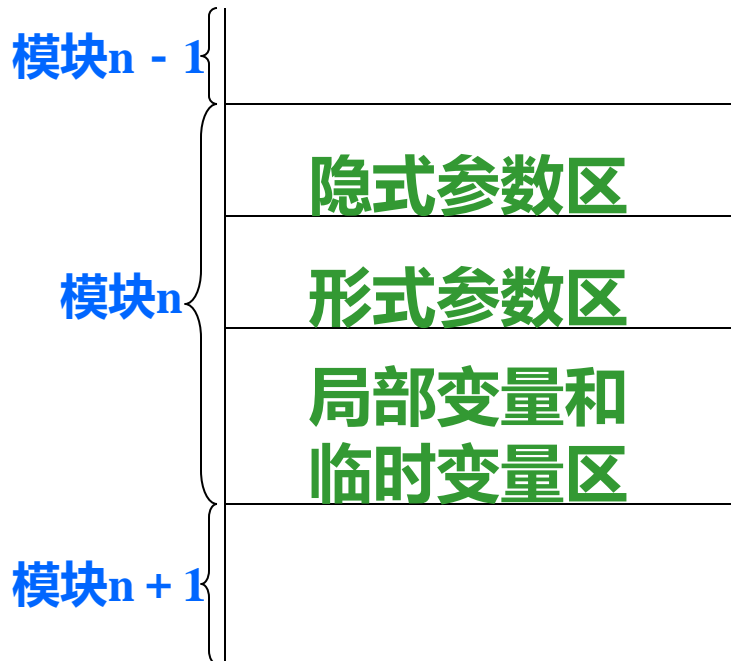 模块n - 1
隐式参数区
模块n
形式参数区
局部变量和
临时变量区
模块n + 1